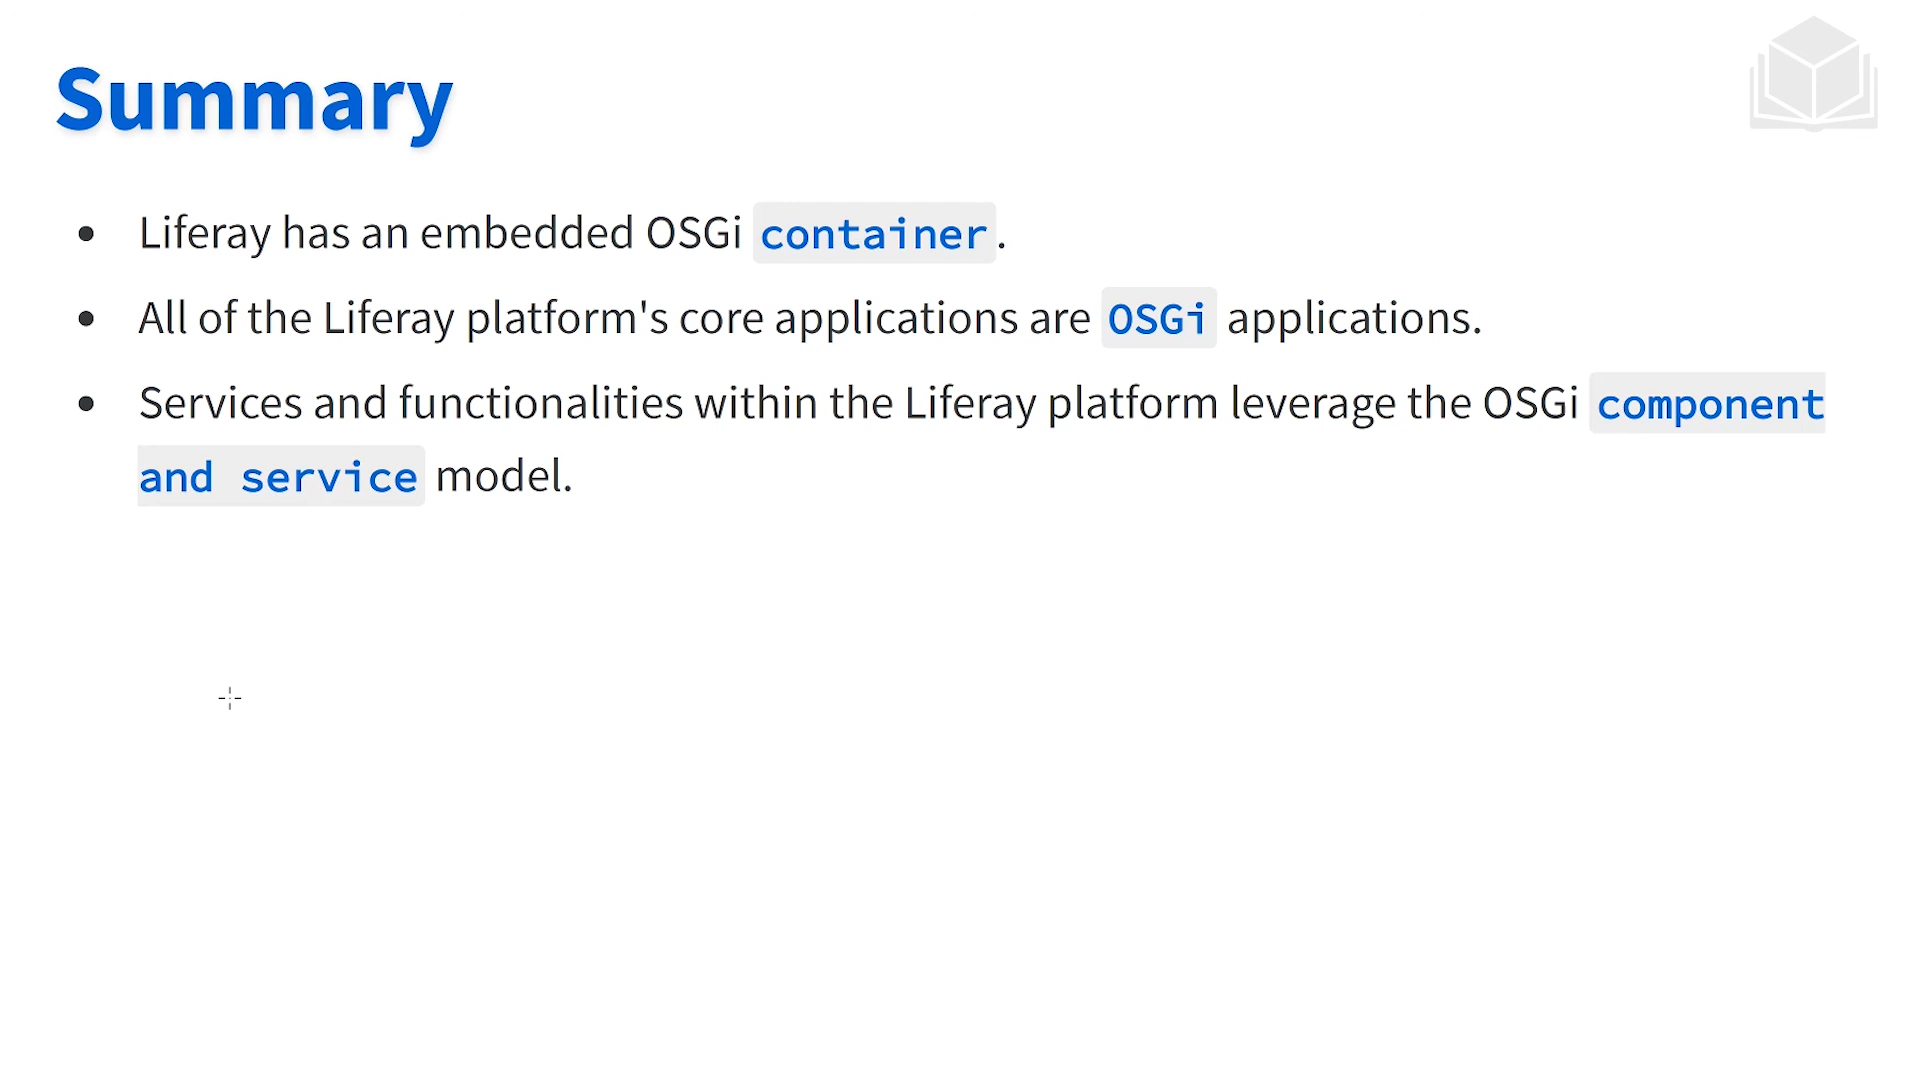 Summary
• Liferay has an embedded OSGi container.
• All of the Liferay platform's core applications are OSGi applications.
• Services and functionalities within the Liferay platform leverage the OSGi component
and service model.